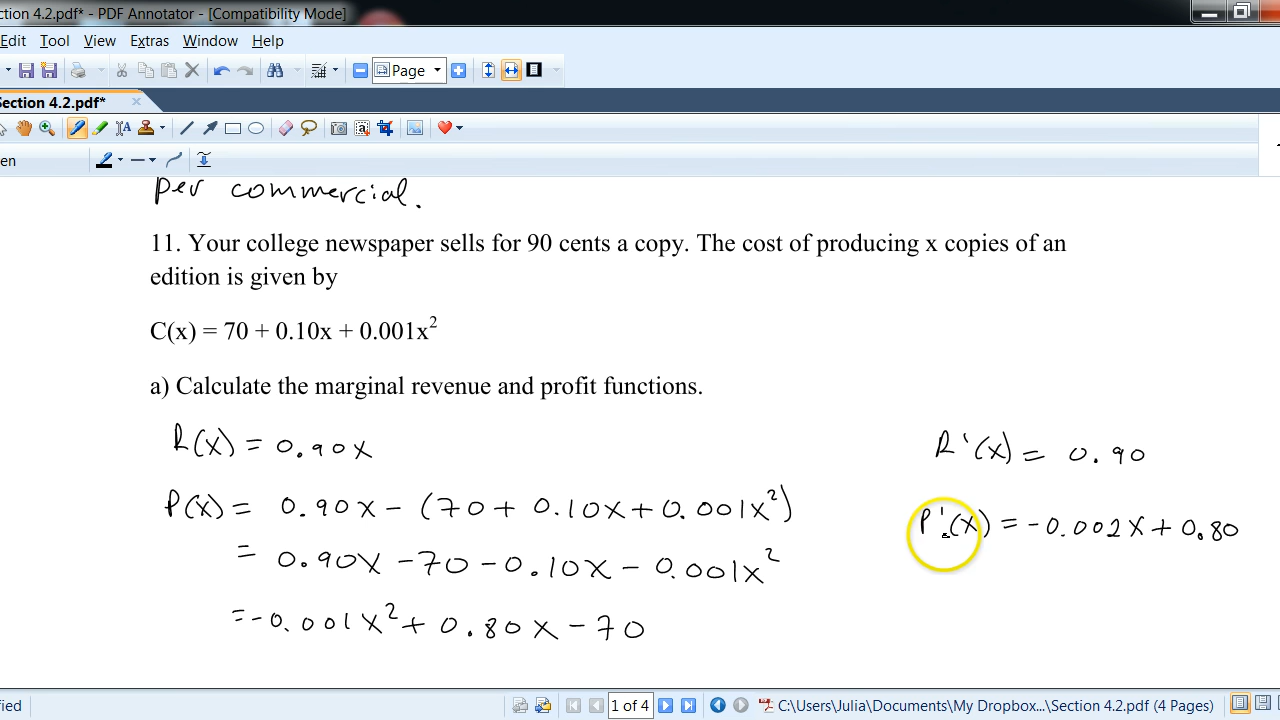 ction 4.2.pdf* - PDF Annotator - [Compatibility Mode]
Edit Tool View Extras Window Help
Page
Section 4.2.pdf*
en
per commercial.
11. Your college newspaper sells for 90 cents a copy. The cost of producing x copies of an
edition is given by
C(x) = 70 + 0.10x + 0.001x²
a) Calculate the marginal revenue and profit functions.
R(x) = 0.90x
R'(x) = 0.90
P(x) = 0.90x - (70 + 0.10x + 0.001x²)
P'(x) = -0.002x + 0.80
= 0.90x - 70 - 0.10x - 0.001x²
= -0.001x² + 0.80x - 70
fied
1 of 4
C:\Users\Julia\Documents\My Dropbox...\Section 4.2.pdf (4 Pages)